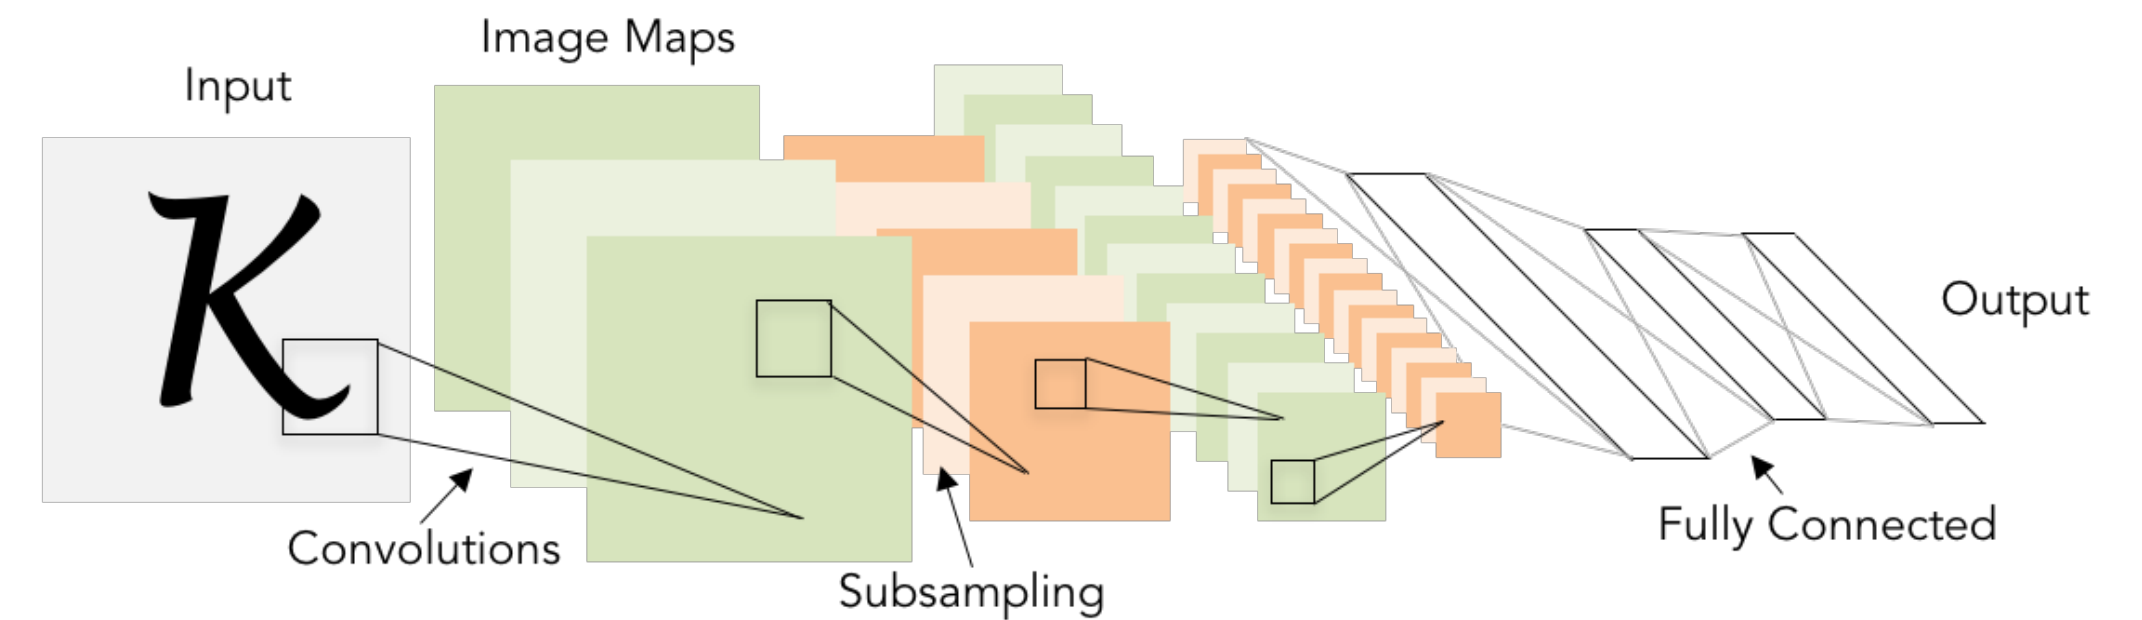 Image Maps
Input
K
Output
Convolutions
Fully Connected
Subsampling